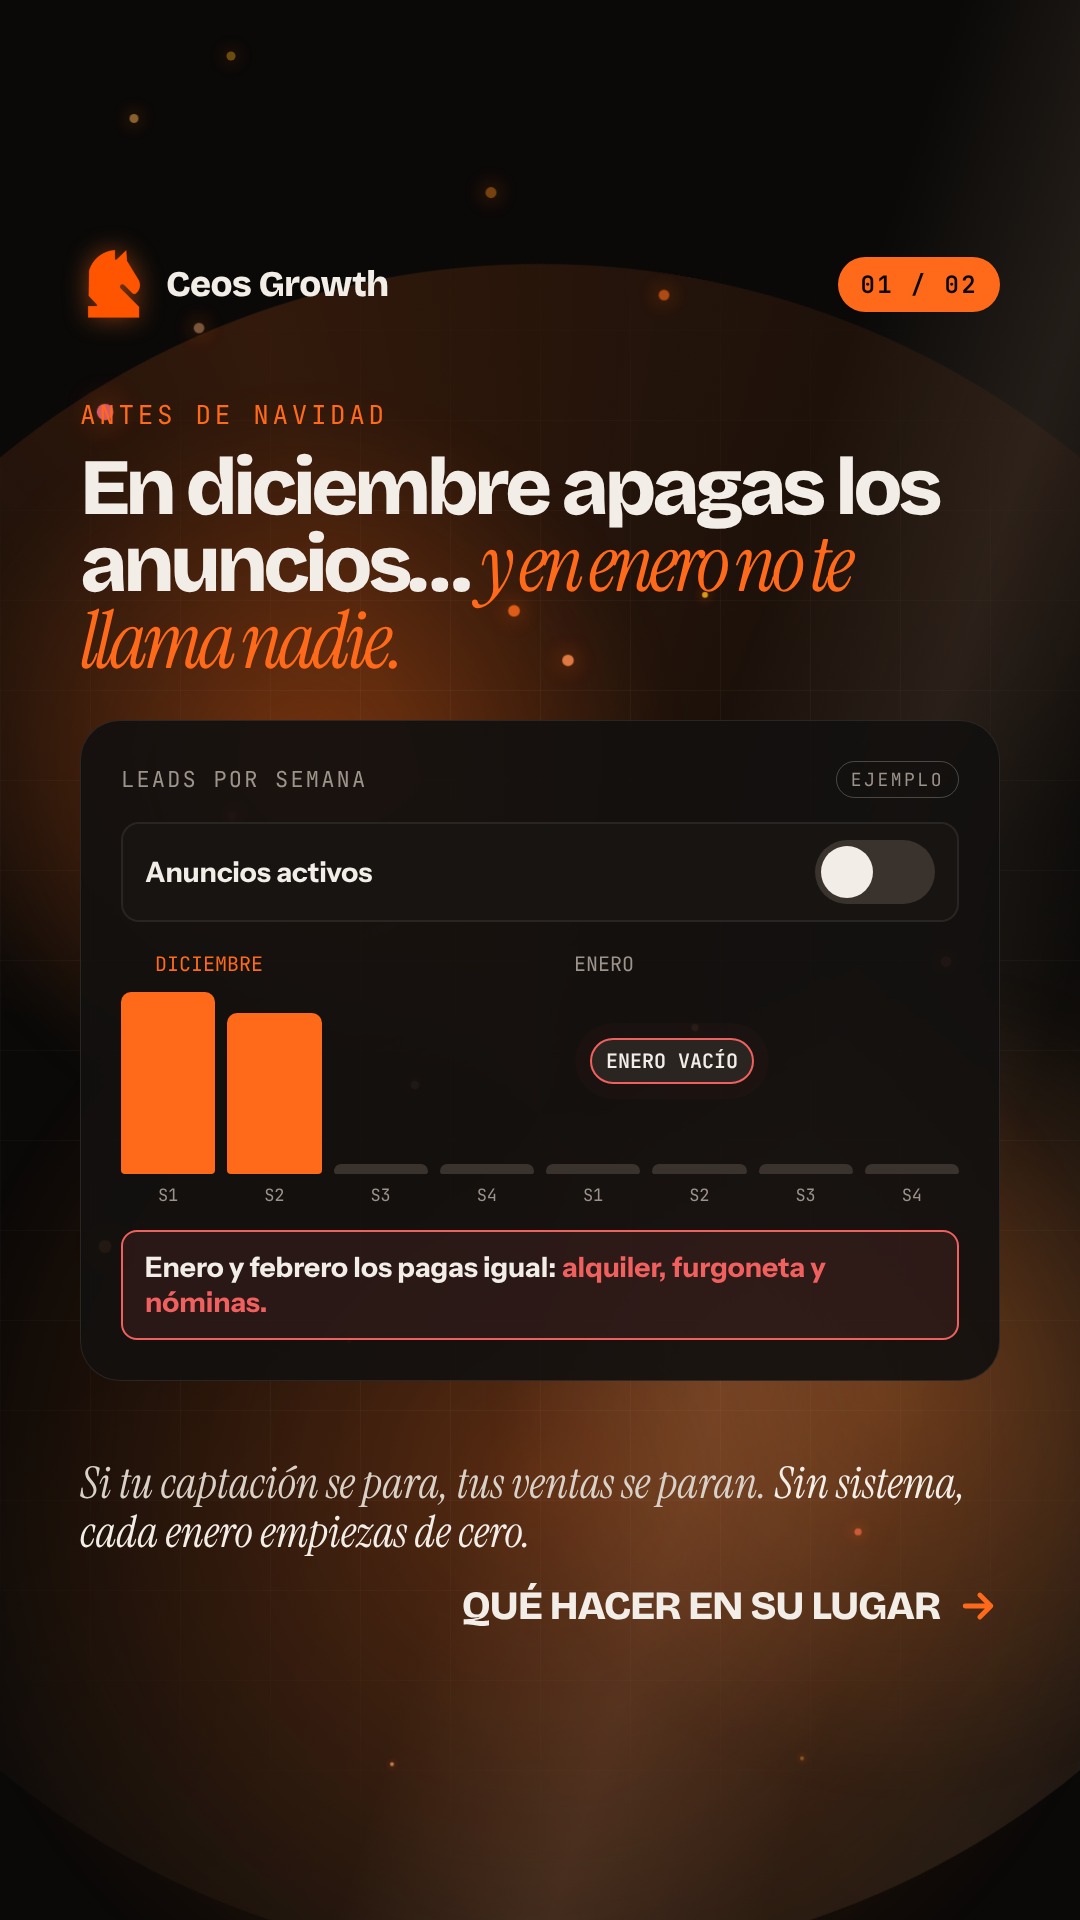 Ceos Growth
01 / 02
ANTES DE NAVIDAD
En diciembre apagas los
anuncios... y en enero no te
llama nadie.
LEADS POR SEMANA
EJEMPLO
Anuncios activos
DICIEMBRE
ENERO
ENERO VACÍO
S1 S2 S3 S4 S1 S2 S3 S4
Enero y febrero los pagas igual: alquiler, furgoneta y
nóminas.
Si tu captación se para, tus ventas se paran. Sin sistema,
cada enero empiezas de cero.
QUÉ HACER EN SU LUGAR →